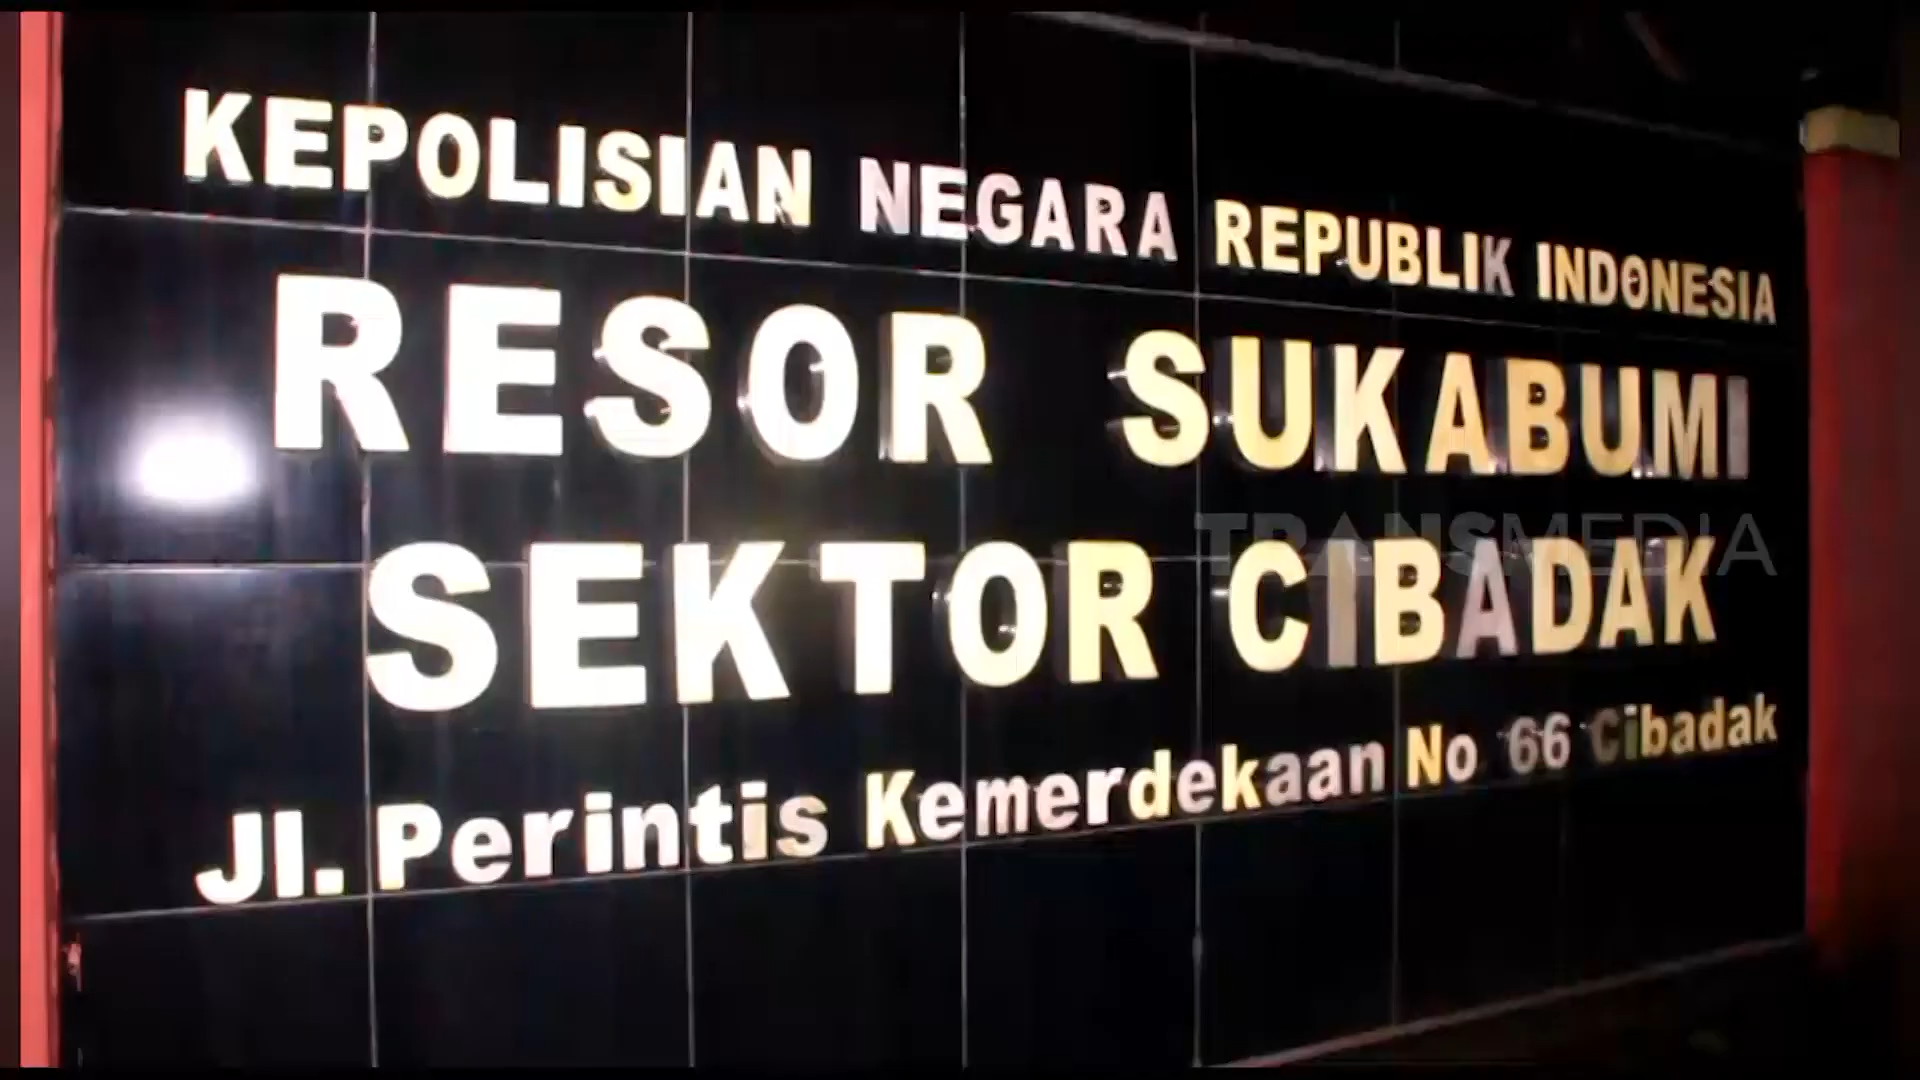 KEPOLISIAN NEGARA REPUBLIK INDONESIA
RESOR SUKABUMI
TRANSMEDIA
SEKTOR CIBADAK
Jl. Perintis Kemerdekaan No 66 Cibadak